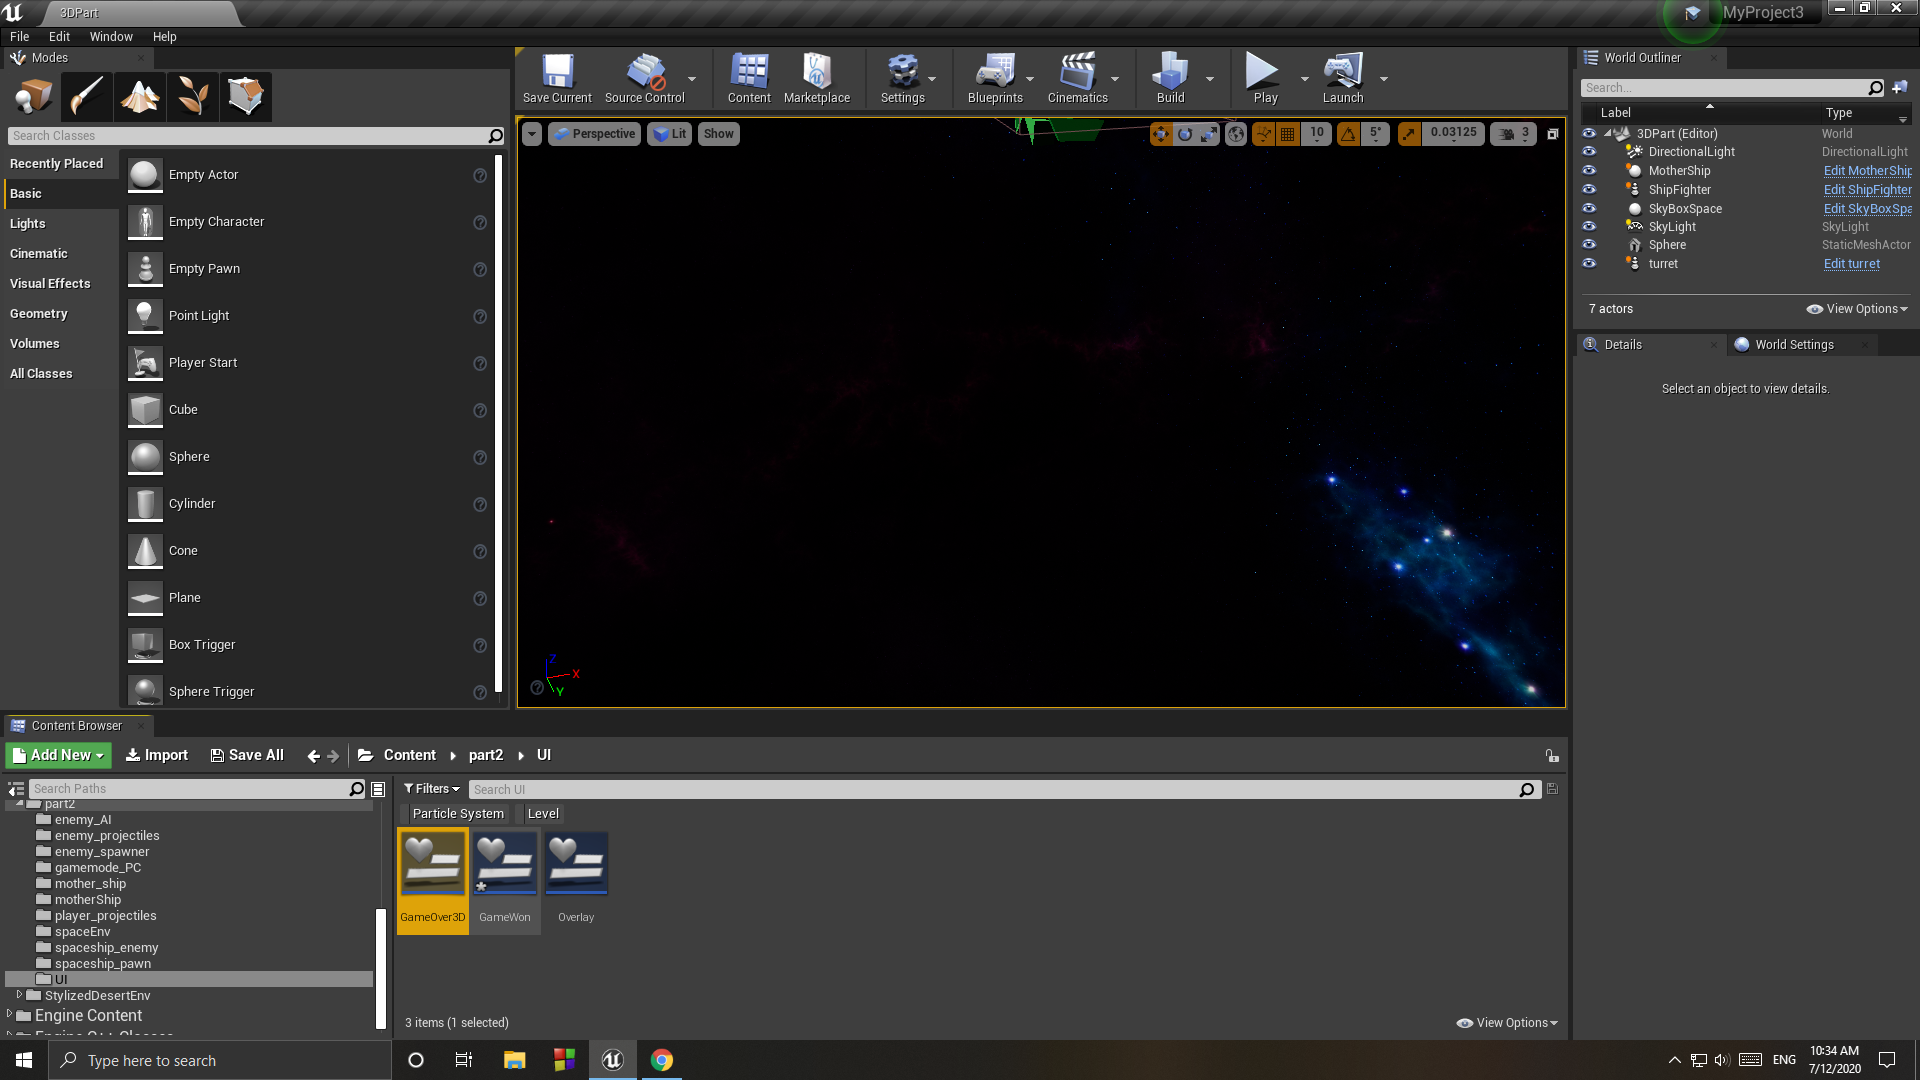 3DPart
MyProject3
File Edit Window Help
Modes
Search Classes
Recently Placed
Basic
Lights
Cinematic
Visual Effects
Geometry
Volumes
All Classes
Empty Actor
Empty Character
Empty Pawn
Point Light
Player Start
Cube
Sphere
Cylinder
Cone
Plane
Box Trigger
Sphere Trigger
Save Current
Source Control
Content
Marketplace
Settings
Blueprints
Cinematics
Build
Play
Launch
Perspective
Lit
Show
10
5°
0.03125
3
Z
X
Y
World Outliner
Search...
Label Type
3DPart (Editor) World
DirectionalLight DirectionalLight
MotherShip Edit MotherShip
ShipFighter Edit ShipFighter
SkyBoxSpace Edit SkyBoxSpa
SkyLight SkyLight
Sphere StaticMeshActor
turret Edit turret
7 actors
View Options
Details
World Settings
Select an object to view details.
Content Browser
Add New
Import
Save All
Content
part2
UI
Search Paths
part2
enemy_AI
enemy_projectiles
enemy_spawner
gamemode_PC
mother_ship
motherShip
player_projectiles
spaceEnv
spaceship_enemy
spaceship_pawn
UI
StylizedDesertEnv
Engine Content
Engine C++ Classes
Filters
Search UI
Particle System
Level
GameOver3D
GameWon
Overlay
3 items (1 selected)
View Options
Type here to search
ENG
10:34 AM
7/12/2020